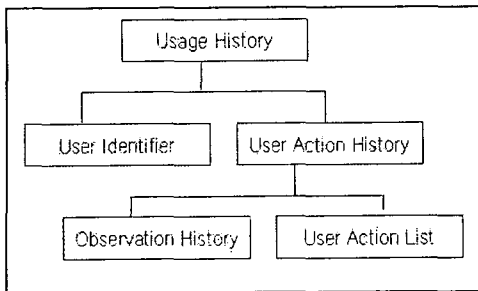 Usage History
User Identifier
User Action History
Observation History
User Action List